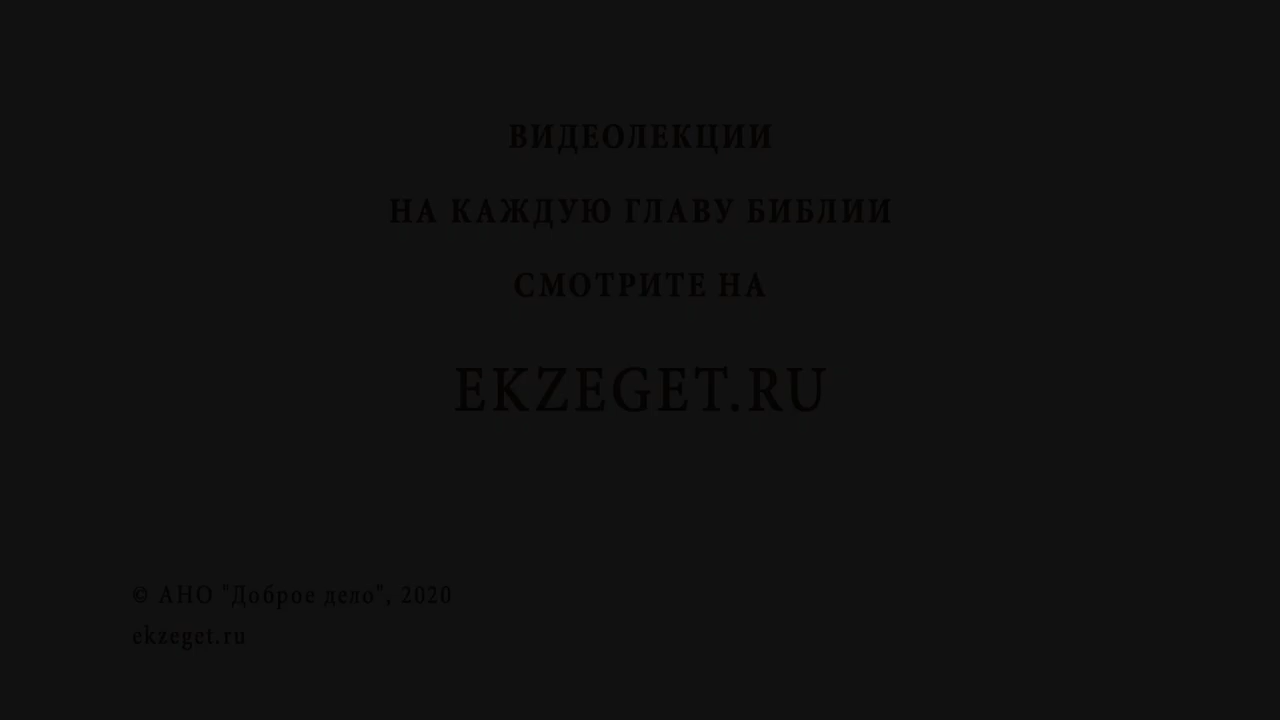 ВИДЕОЛЕКЦИИ
НА КАЖДУЮ ГЛАВУ БИБЛИИ
СМОТРИТЕ НА
EKZEGET.RU
© АНО "Доброе дело", 2020
ekzeget.ru